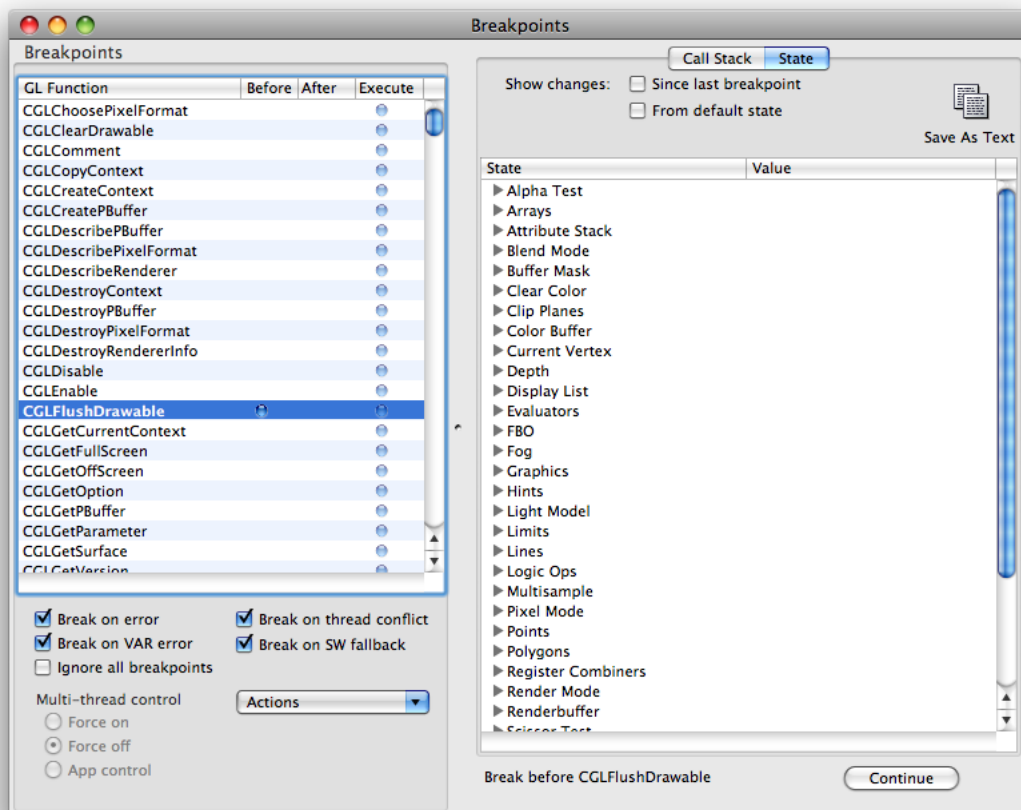 Breakpoints
Breakpoints
GL Function Before After Execute
CGLChoosePixelFormat
CGLClearDrawable
CGLComment
CGLCopyContext
CGLCreateContext
CGLCreatePBuffer
CGLDescribePBuffer
CGLDescribePixelFormat
CGLDescribeRenderer
CGLDestroyContext
CGLDestroyPBuffer
CGLDestroyPixelFormat
CGLDestroyRendererInfo
CGLDisable
CGLEnable
CGLFlushDrawable
CGLGetCurrentContext
CGLGetFullScreen
CGLGetOffScreen
CGLGetOption
CGLGetPBuffer
CGLGetParameter
CGLGetSurface
CGLGetVersion
Break on error
Break on thread conflict
Break on VAR error
Break on SW fallback
Ignore all breakpoints
Multi-thread control
Actions
Force on
Force off
App control
Call Stack State
Show changes: Since last breakpoint
From default state
Save As Text
State Value
Alpha Test
Arrays
Attribute Stack
Blend Mode
Buffer Mask
Clear Color
Clip Planes
Color Buffer
Current Vertex
Depth
Display List
Evaluators
FBO
Fog
Graphics
Hints
Light Model
Limits
Lines
Logic Ops
Multisample
Pixel Mode
Points
Polygons
Register Combiners
Render Mode
Renderbuffer
Scissor Test
Break before CGLFlushDrawable
Continue